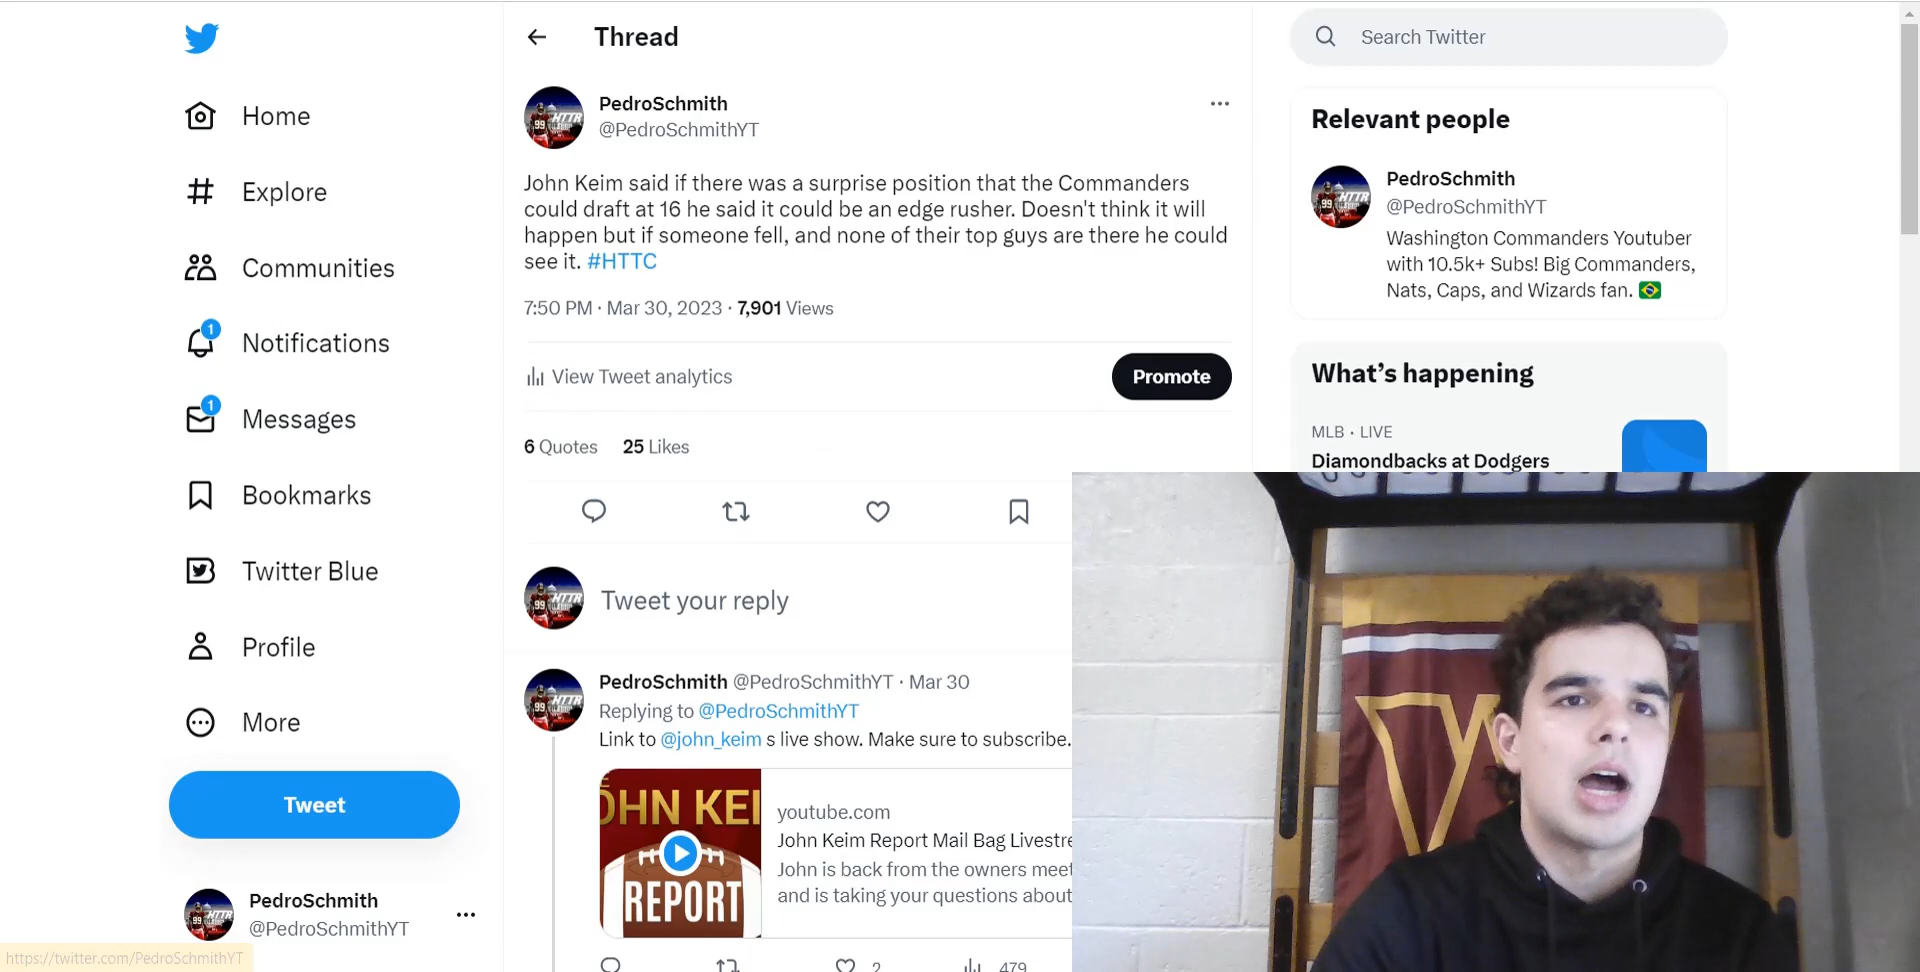 Home
Explore
Communities
1
Notifications
1
Messages
Bookmarks
Twitter Blue
Profile
More
Tweet
PedroSchmith
@PedroSchmithYT
https://twitter.com/PedroSchmithYT
Thread
PedroSchmith
@PedroSchmithYT
John Keim said if there was a surprise position that the Commanders
could draft at 16 he said it could be an edge rusher. Doesn't think it will
happen but if someone fell, and none of their top guys are there he could
see it. #HTTC
7:50 PM · Mar 30, 2023 · 7,901 Views
View Tweet analytics
Promote
6 Quotes 25 Likes
Tweet your reply
PedroSchmith @PedroSchmithYT · Mar 30
Replying to @PedroSchmithYT
Link to @john_keim s live show. Make sure to subscribe.
OHN KEI
REPORT
youtube.com
John Keim Report Mail Bag Livestre
John is back from the owners meet
and is taking your questions about
2
479
Search Twitter
Relevant people
PedroSchmith
@PedroSchmithYT
Washington Commanders Youtuber
with 10.5k+ Subs! Big Commanders,
Nats, Caps, and Wizards fan.
What's happening
MLB · LIVE
Diamondbacks at Dodgers